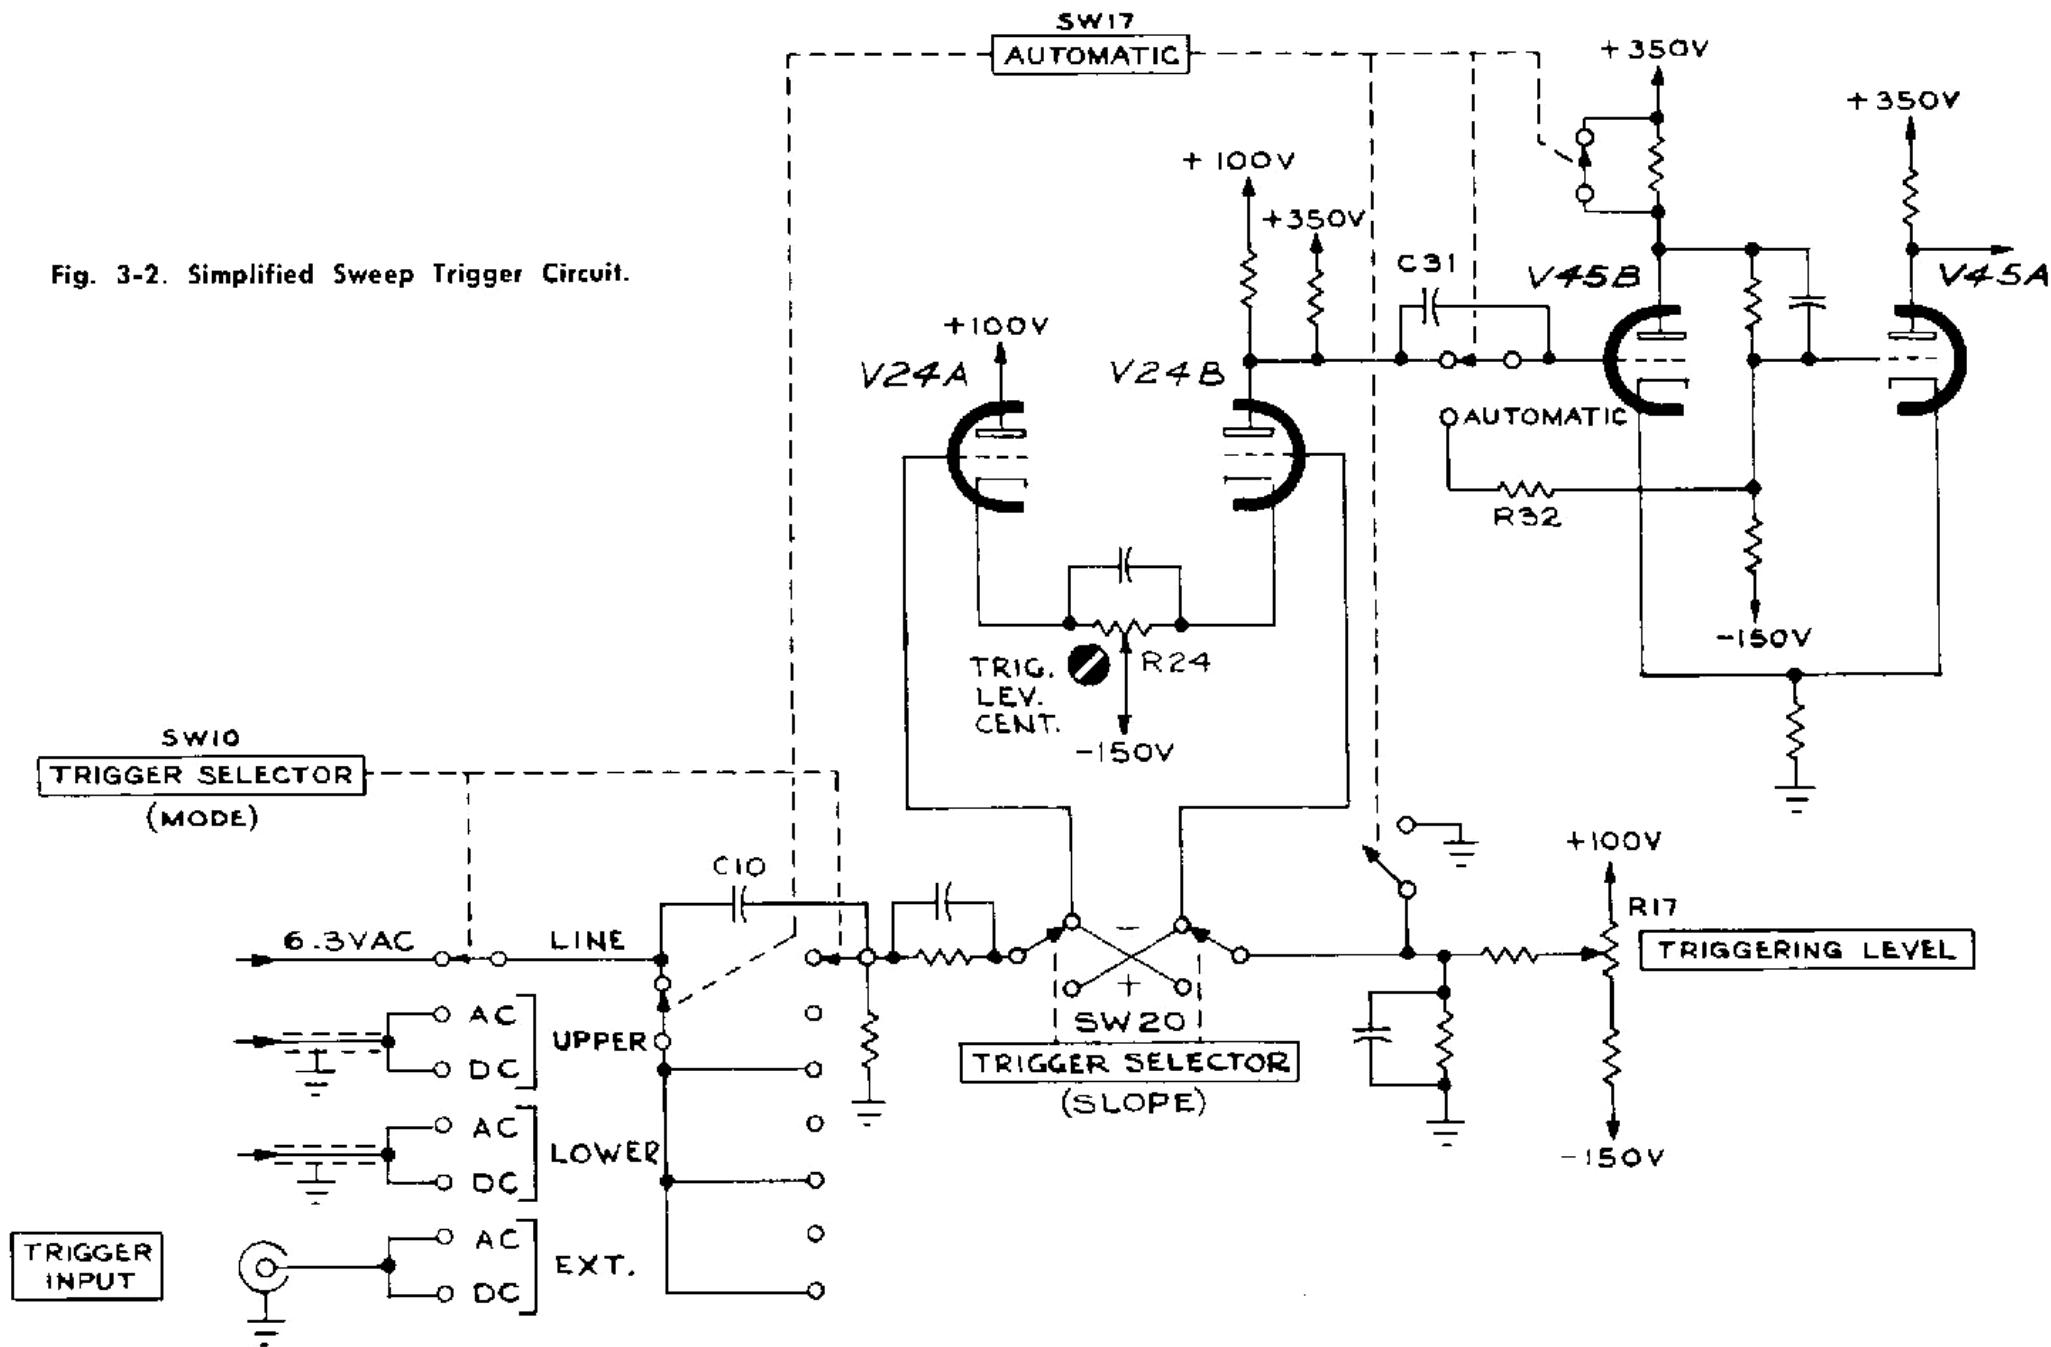 SW17
AUTOMATIC
+350V
+350V
+100V
+350V
Fig. 3-2. Simplified Sweep Trigger Circuit.
C31
V45B
V45A
+100V
V24A
V24B
AUTOMATIC
R32
-150V
TRIG.
LEV.
CENT.
R24
-150V
SW10
TRIGGER SELECTOR
(MODE)
C10
+100V
R17
TRIGGERING LEVEL
6.3VAC
LINE
-
+
SW20
TRIGGER SELECTOR
(SLOPE)
-150V
AC
DC
UPPER
AC
DC
LOWER
TRIGGER
INPUT
AC
DC
EXT.